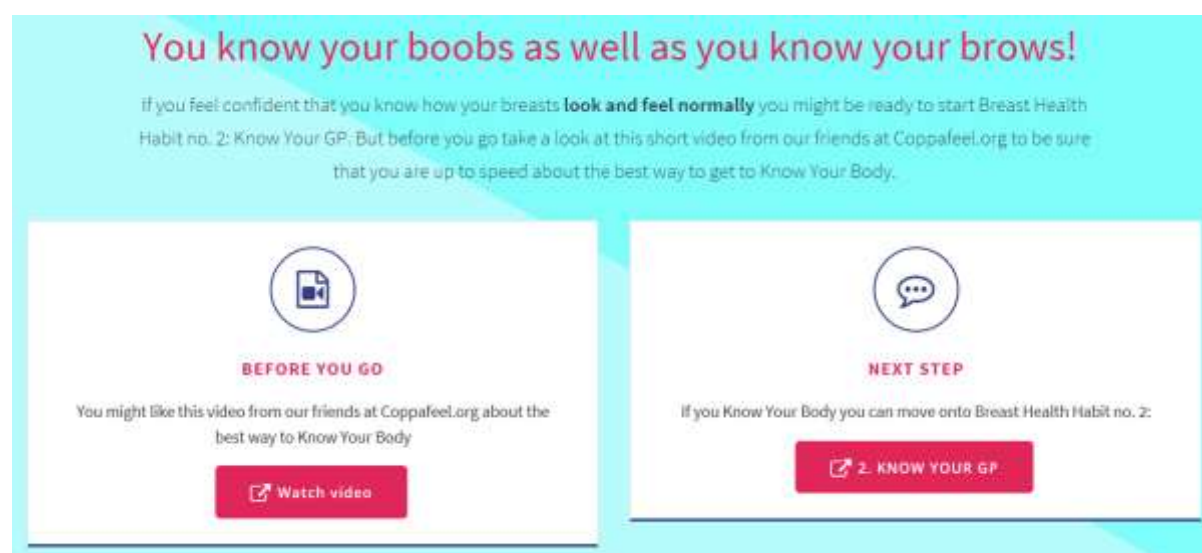 You know your boobs as well as you know your brows!
If you feel confident that you know how your breasts look and feel normally you might be ready to start Breast Health
Habit no. 2: Know Your GP. But before you go take a look at this short video from our friends at Coppafeel.org to be sure
that you are up to speed about the best way to get to Know Your Body.
BEFORE YOU GO
You might like this video from our friends at Coppafeel.org about the
best way to Know Your Body
Watch video
NEXT STEP
If you Know Your Body you can move onto Breast Health Habit no. 2:
2. KNOW YOUR GP